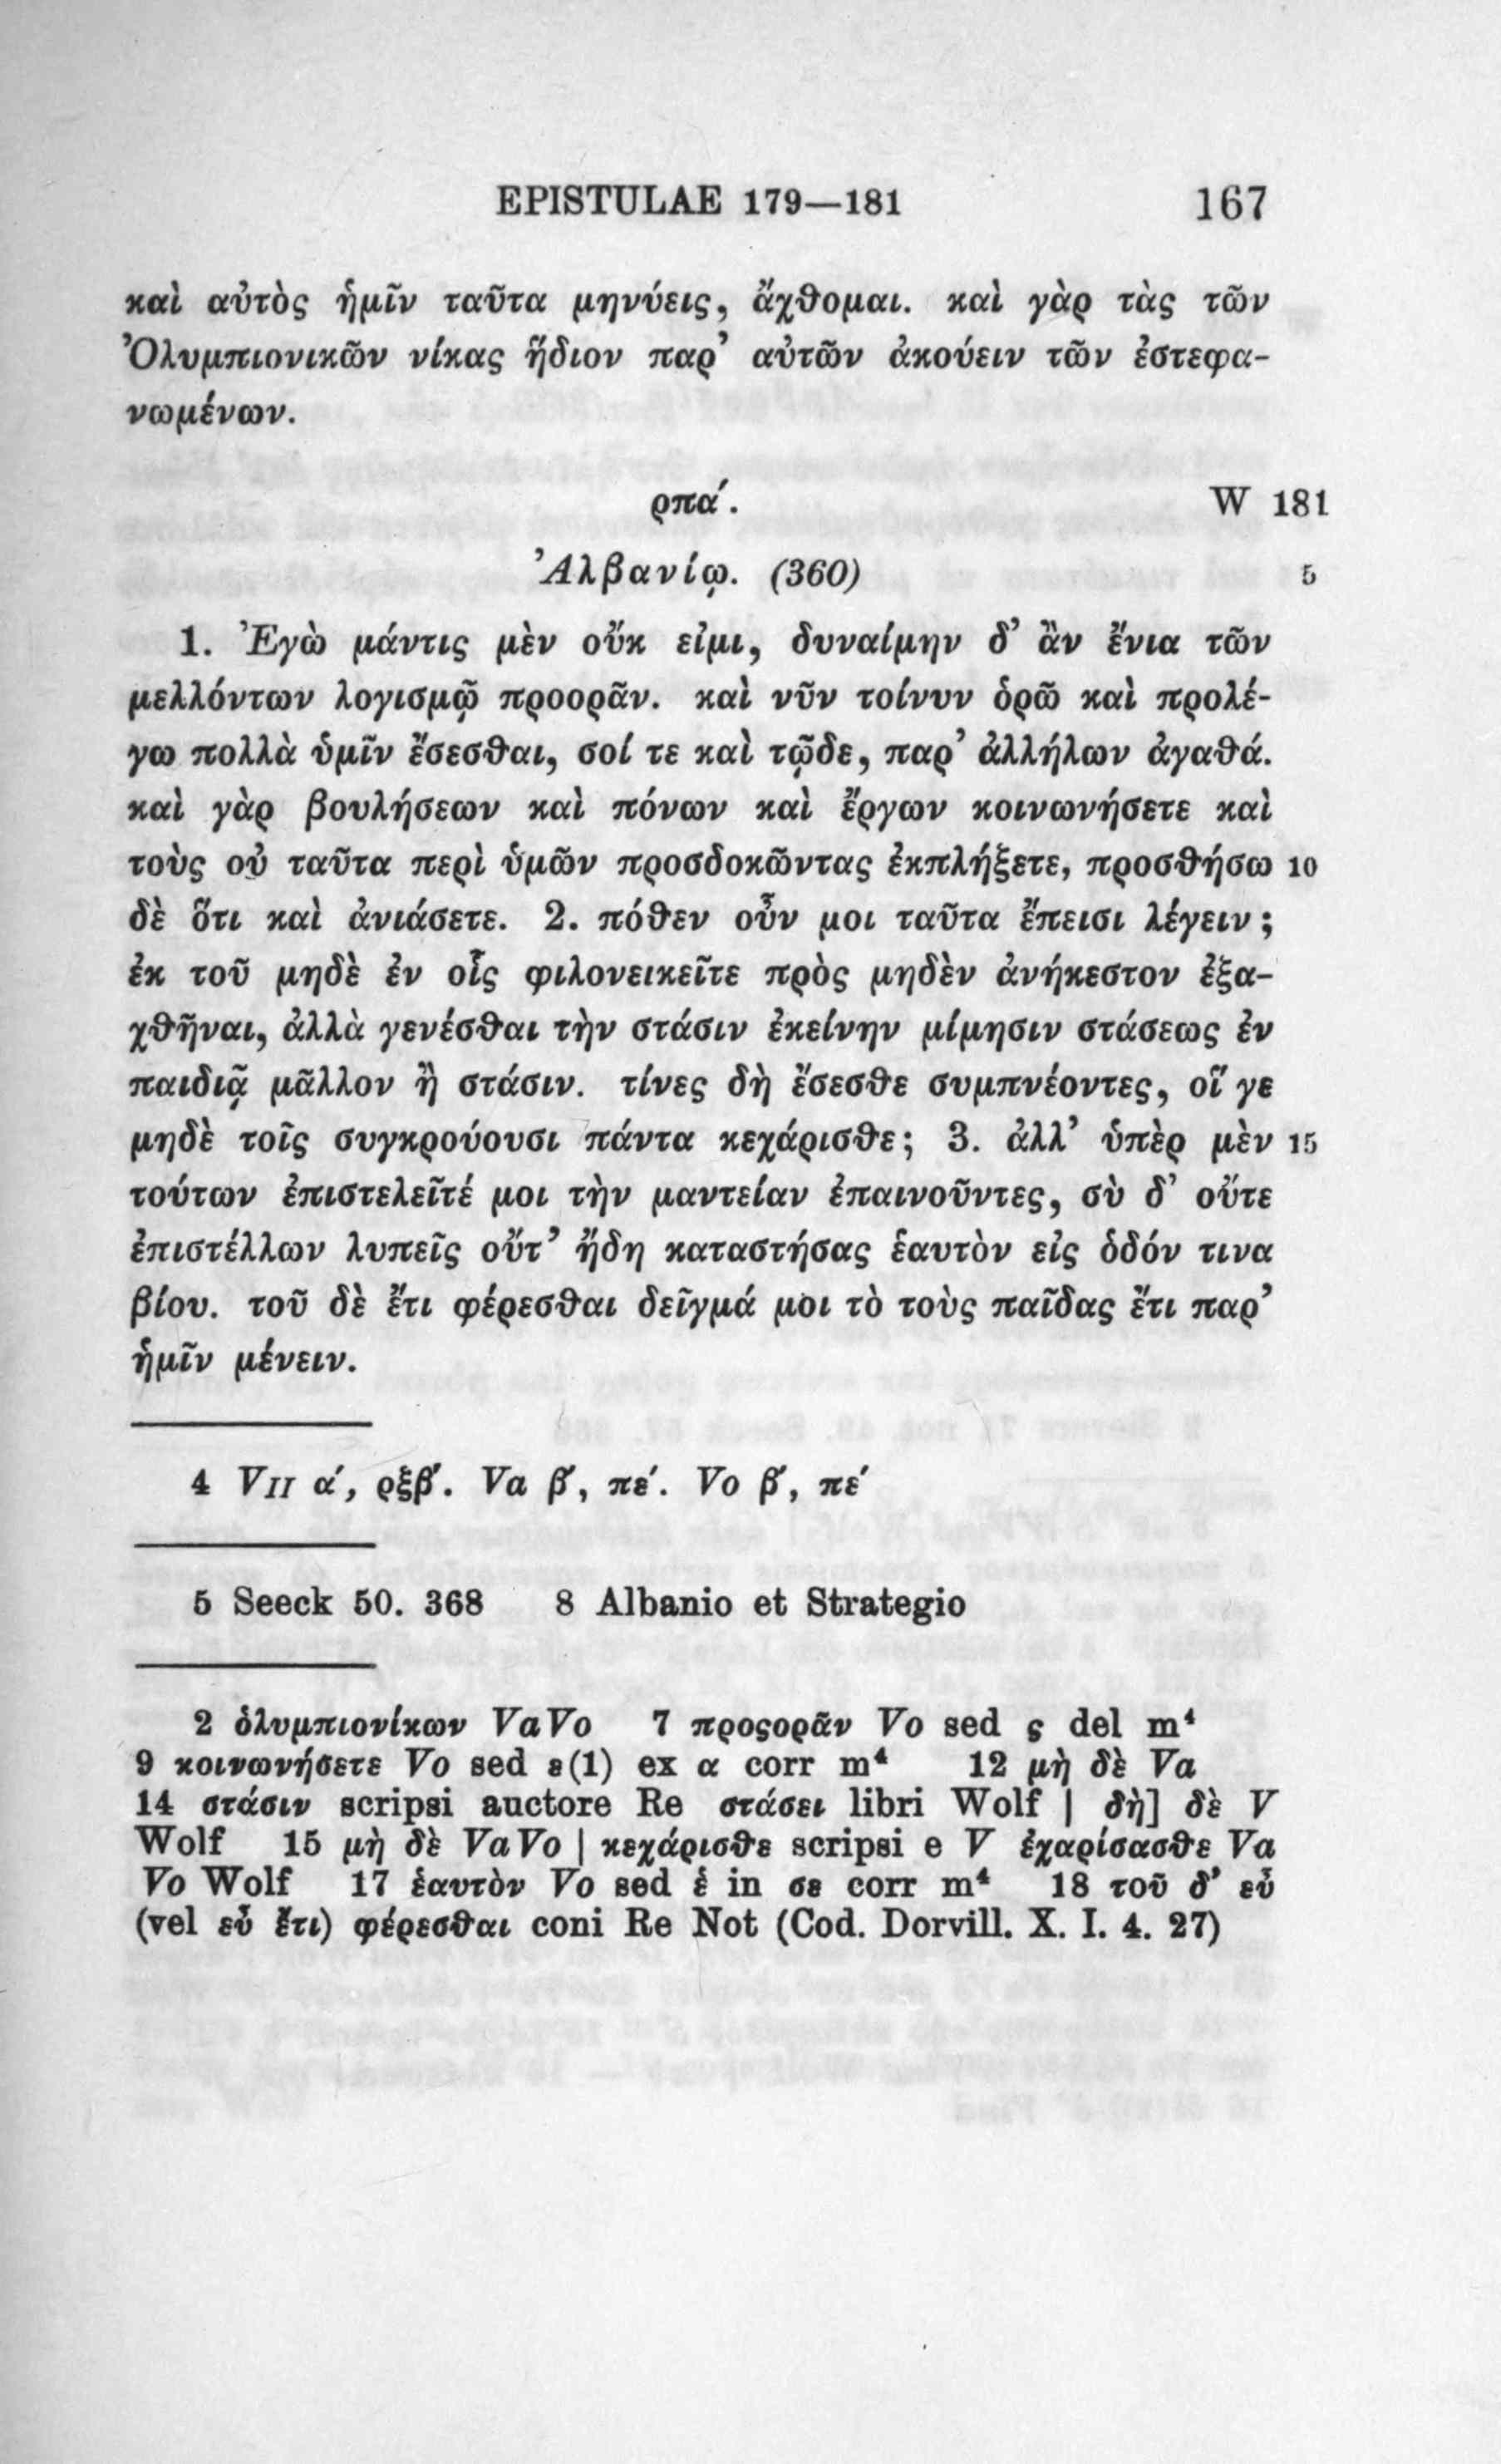 EPISTULAE 179—181 167
καὶ αὐτὸς ἡμῖν ταῦτα μηνύεις, ἄχθομαι. καὶ γὰρ τὰς τῶν
Ὀλυμπιονικῶν νίκας ἥδιον παρ’ αὐτῶν ἀκούειν τῶν ἐστεφα-
νωμένων.
ρπα΄. W 181
Ἀλβανίῳ. (360) 5
1. Ἐγὼ μάντις μὲν οὔκ εἰμι, δυναίμην δ’ ἂν ἔνια τῶν
μελλόντων λογισμῷ προορᾶν. καὶ νῦν τοίνυν ὁρῶ καὶ προλέ-
γω πολλὰ ὑμῖν ἔσεσθαι, σοί τε καὶ τῷδε, παρ’ ἀλλήλων ἀγαθά.
καὶ γὰρ βουλήσεων καὶ πόνων καὶ ἔργων κοινωνήσετε καὶ
τοὺς οὐ ταῦτα περὶ ὑμῶν προσδοκῶντας ἐκπλήξετε, προσθήσω 10
δὲ ὅτι καὶ ἀνιάσετε. 2. πόθεν οὖν μοι ταῦτα ἔπεισι λέγειν;
ἐκ τοῦ μηδὲ ἐν οἷς φιλονεικεῖτε πρὸς μηδὲν ἀνήκεστον ἐξα-
χθῆναι, ἀλλὰ γενέσθαι τὴν στάσιν ἐκείνην μίμησιν στάσεως ἐν
παιδιᾷ μᾶλλον ἢ στάσιν. τίνες δὴ ἔσεσθε συμπνέοντες, οἵ γε
μηδὲ τοῖς συγκρούουσι πάντα κεχάρισθε; 3. ἀλλ’ ὑπὲρ μὲν 15
τούτων ἐπιστελεῖτέ μοι τὴν μαντείαν ἐπαινοῦντες, σὺ δ’ οὔτε
ἐπιστέλλων λυπεῖς οὔτ’ ἤδη καταστήσας ἑαυτὸν εἰς ὁδόν τινα
βίου. τοῦ δὲ ἔτι φέρεσθαι δεῖγμά μοι τὸ τοὺς παῖδας ἔτι παρ’
ἡμῖν μένειν.
4 VII α΄, ρξβ΄. Va β΄, πε΄. Vo β΄, πε΄
5 Seeck 50. 368 8 Albanio et Strategio
2 ὀλυμπιονίκων Va Vo 7 προςορᾶν Vo sed ς del m⁴
9 κοινωνήσετε Vo sed ε(1) ex α corr m⁴ 12 μὴ δὲ Va
14 στάσιν scripsi auctore Re στάσει libri Wolf | δὴ] δὲ V
Wolf 15 μὴ δὲ Va Vo | κεχάρισθε scripsi e V ἐχαρίσασθε Va
Vo Wolf 17 ἑαυτὸν Vo sed ἑ in σε corr m⁴ 18 τοῦ δ’ εὖ
(vel εὖ ἔτι) φέρεσθαι coni Re Not (Cod. Dorvill. X. I. 4. 27)